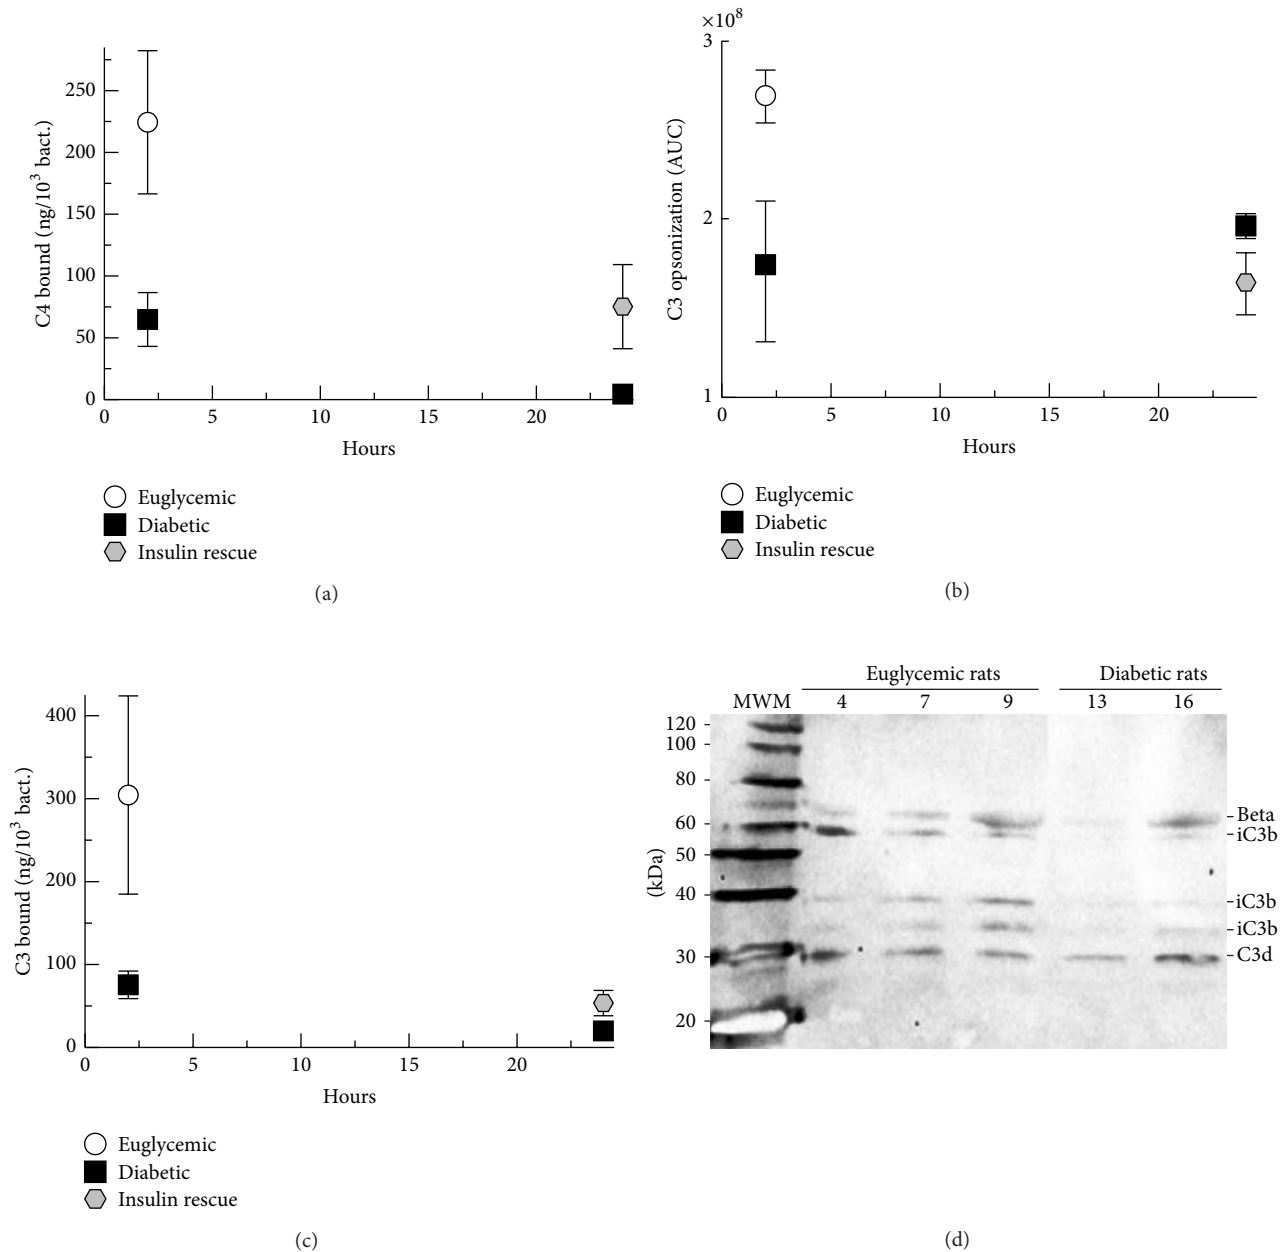 C4 bound (ng/10³ bact.)
250
200
150
100
50
0
0 5 10 15 20
Hours
Euglycemic
Diabetic
Insulin rescue
(a)
×10⁸
C3 opsonization (AUC)
3
2
1
0 5 10 15 20
Hours
Euglycemic
Diabetic
Insulin rescue
(b)
C3 bound (ng/10³ bact.)
400
300
200
100
0
0 5 10 15 20
Hours
Euglycemic
Diabetic
Insulin rescue
(c)
Euglycemic rats Diabetic rats
MWM 4 7 9 13 16
(kDa)
120
100
80
60
50
40
30
20
Beta
iC3b
iC3b
iC3b
C3d
(d)